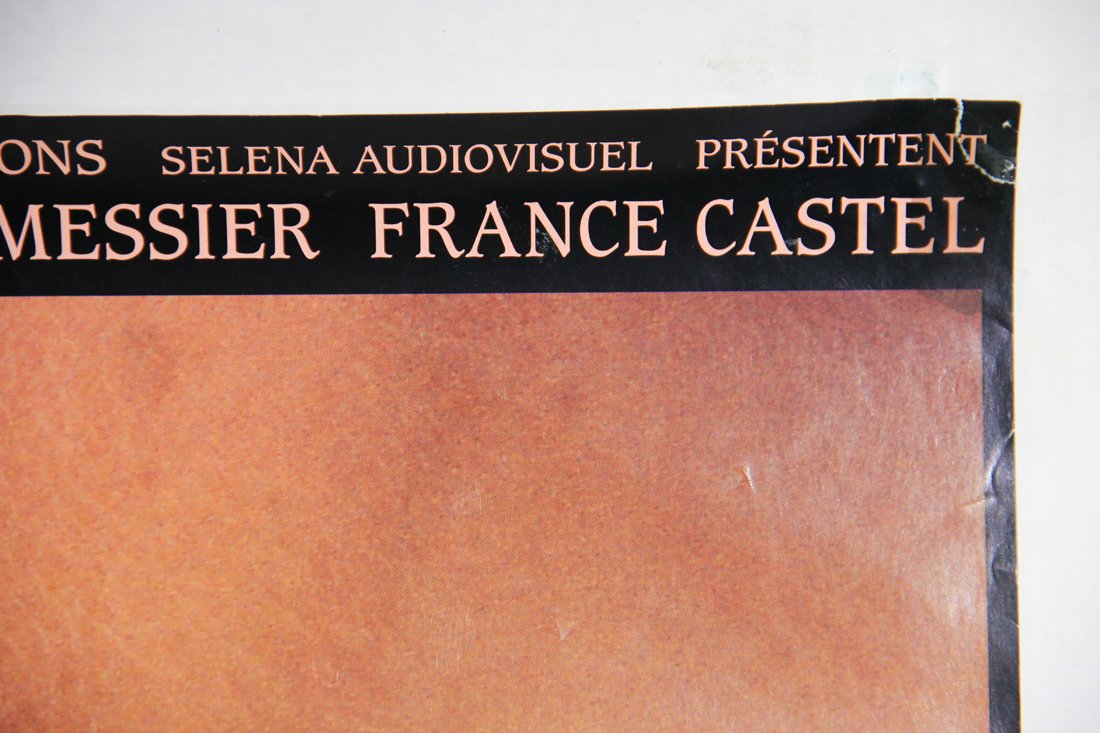 ONS SELENA AUDIOVISUEL PRÉSENTENT
MESSIER FRANCE CASTEL